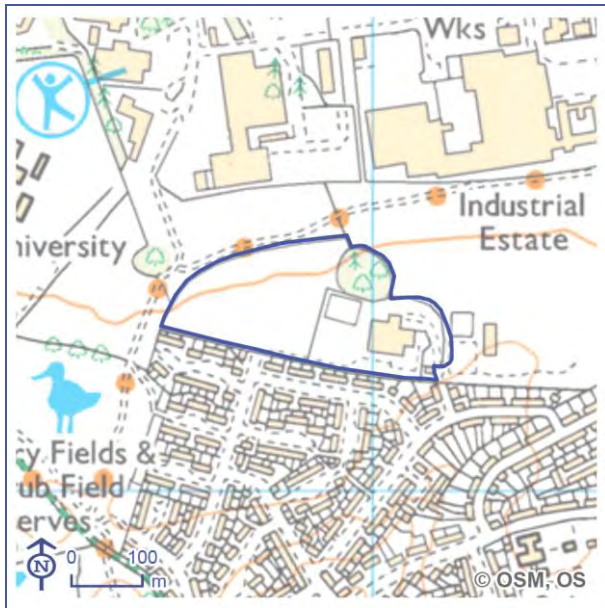 Wks
Industrial
Estate
niversity
y Fields &
ub Field
erves
N
0 100
m
© OSM, OS